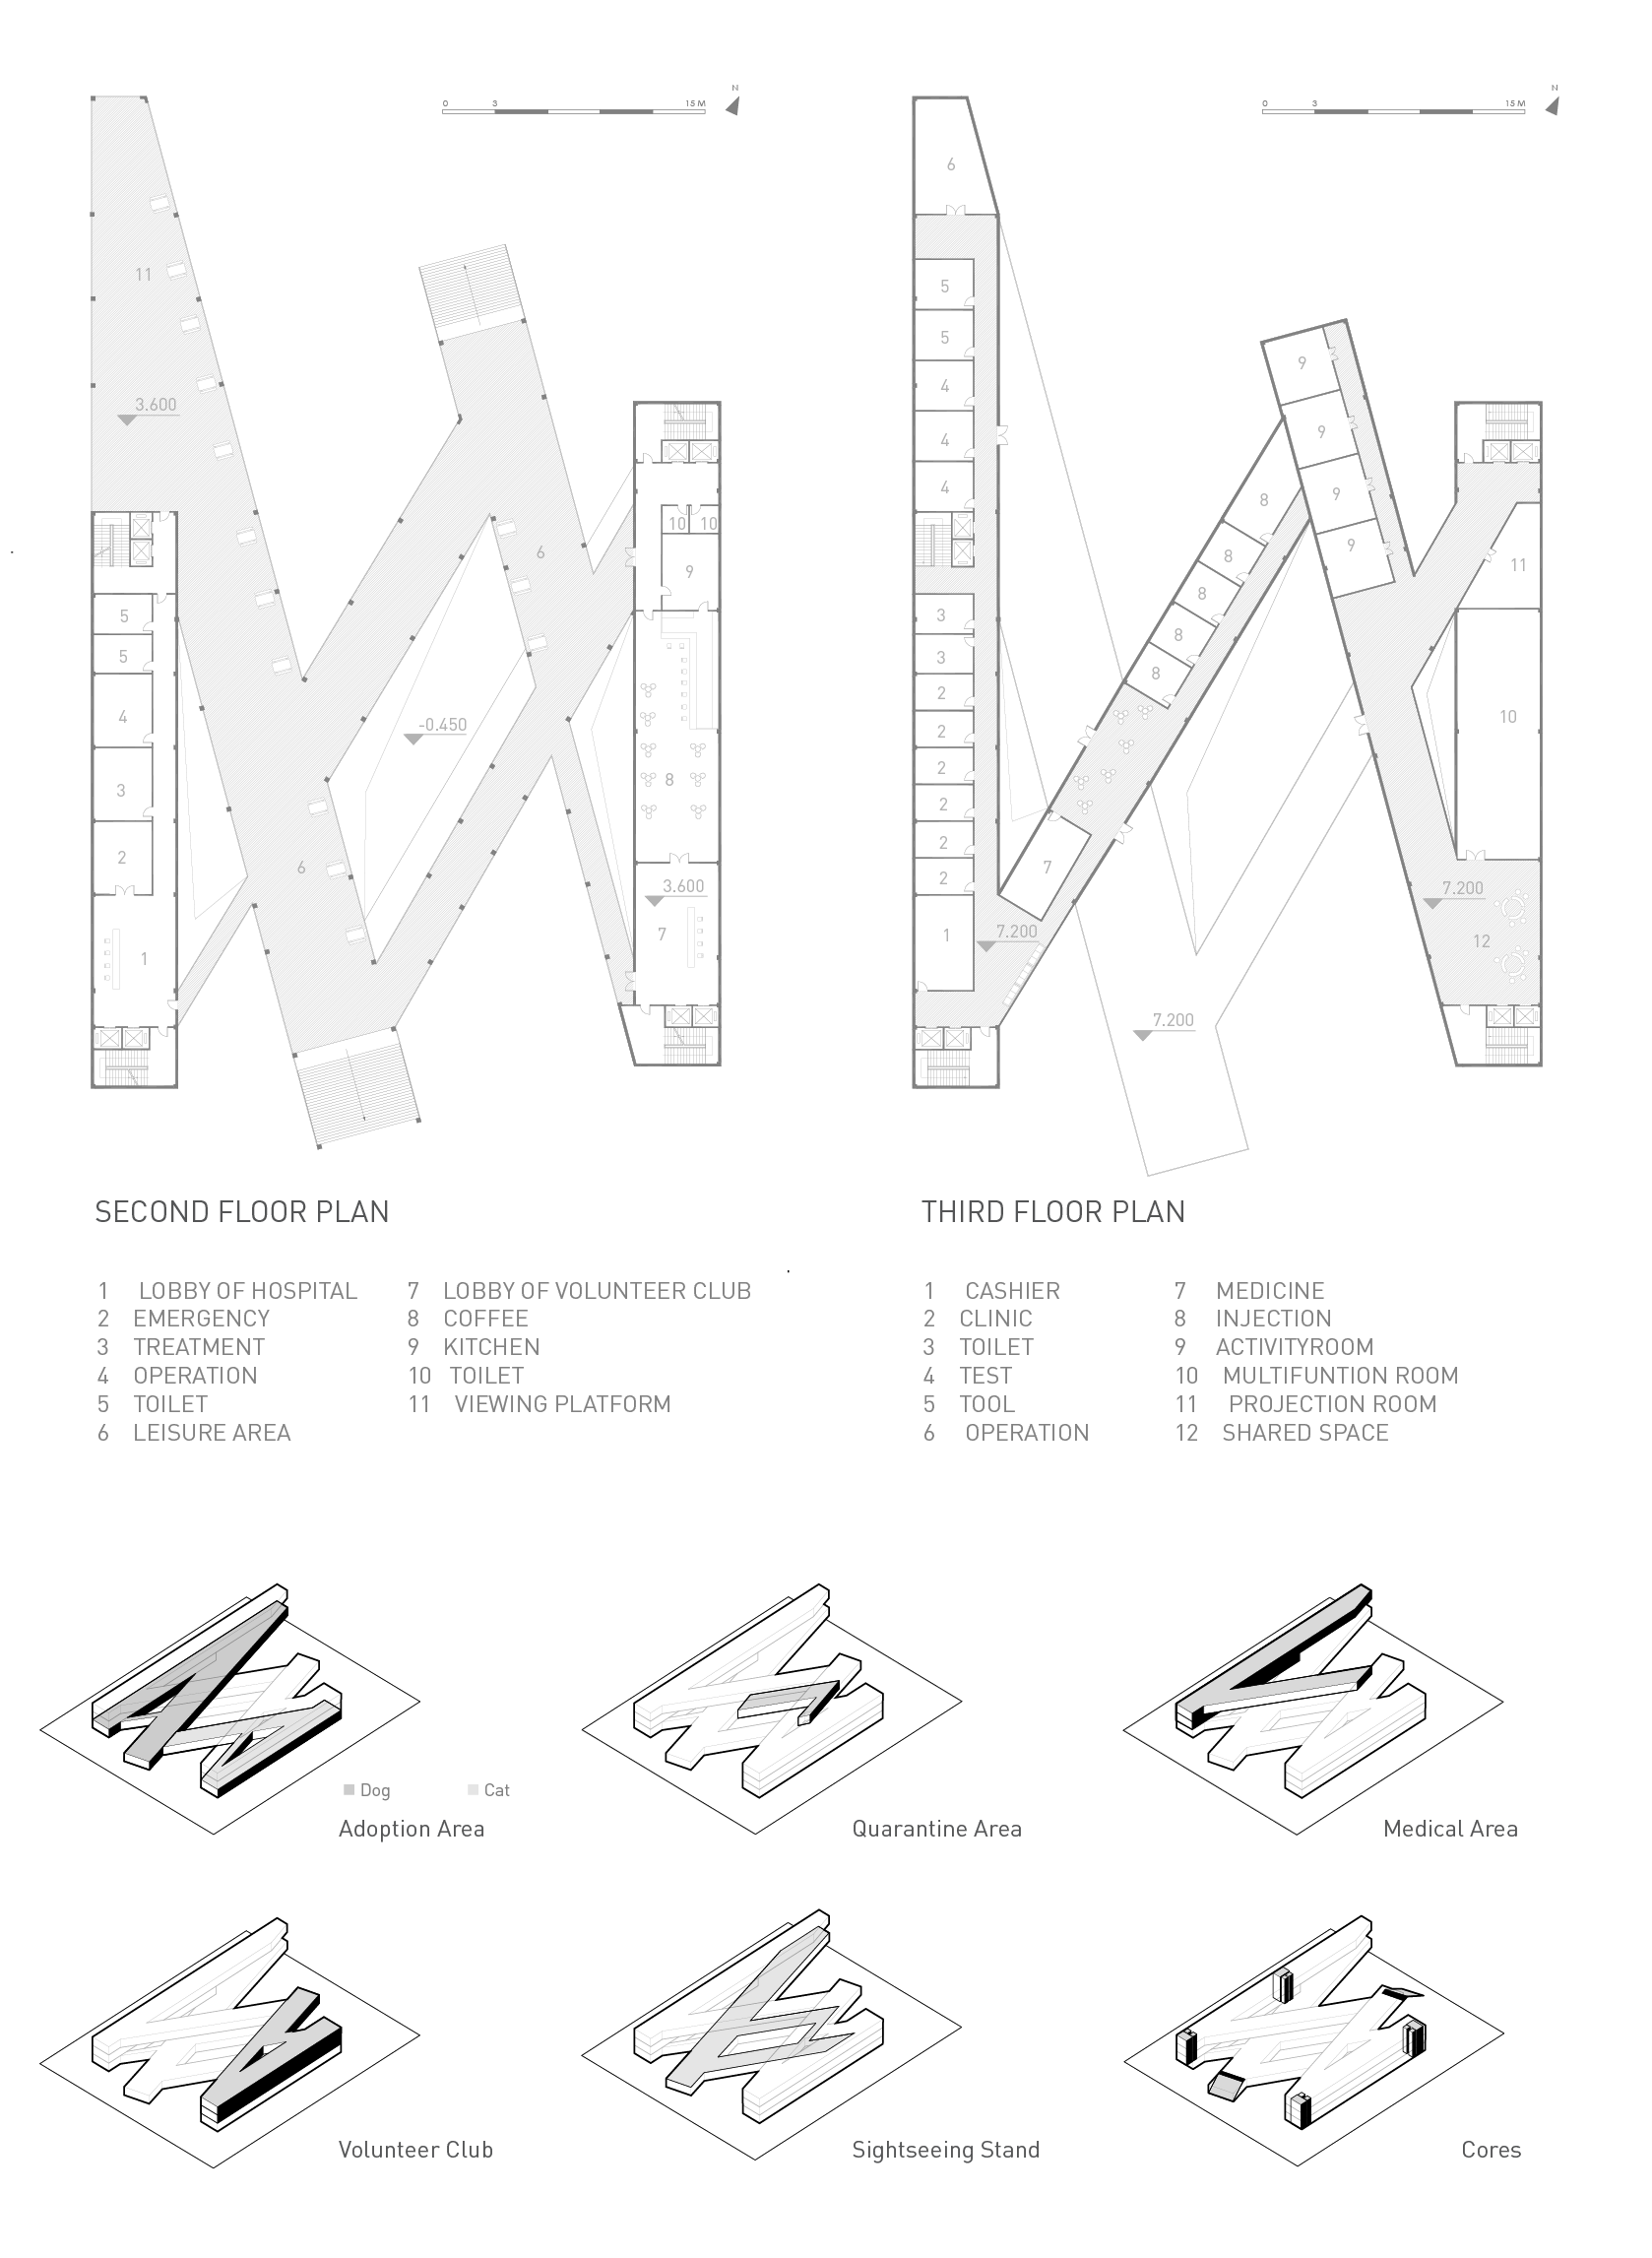 N
0 3 15 M
N
0 3 15 M
6
11
5
5
3.600
4
9
4
9
4
8
9
10 10
6
9
8
9
11
5
3
8
5
3
8
4
2
8
-0.450
2
10
3
8
2
2
2
6
2
7
2
3.600
7.200
1
7
1
7.200
12
7.200
SECOND FLOOR PLAN
1 LOBBY OF HOSPITAL
2 EMERGENCY
3 TREATMENT
4 OPERATION
5 TOILET
6 LEISURE AREA
7 LOBBY OF VOLUNTEER CLUB
8 COFFEE
9 KITCHEN
10 TOILET
11 VIEWING PLATFORM
THIRD FLOOR PLAN
1 CASHIER
2 CLINIC
3 TOILET
4 TEST
5 TOOL
6 OPERATION
7 MEDICINE
8 INJECTION
9 ACTIVITYROOM
10 MULTIFUNTION ROOM
11 PROJECTION ROOM
12 SHARED SPACE
Dog
Cat
Adoption Area
Quarantine Area
Medical Area
Volunteer Club
Sightseeing Stand
Cores